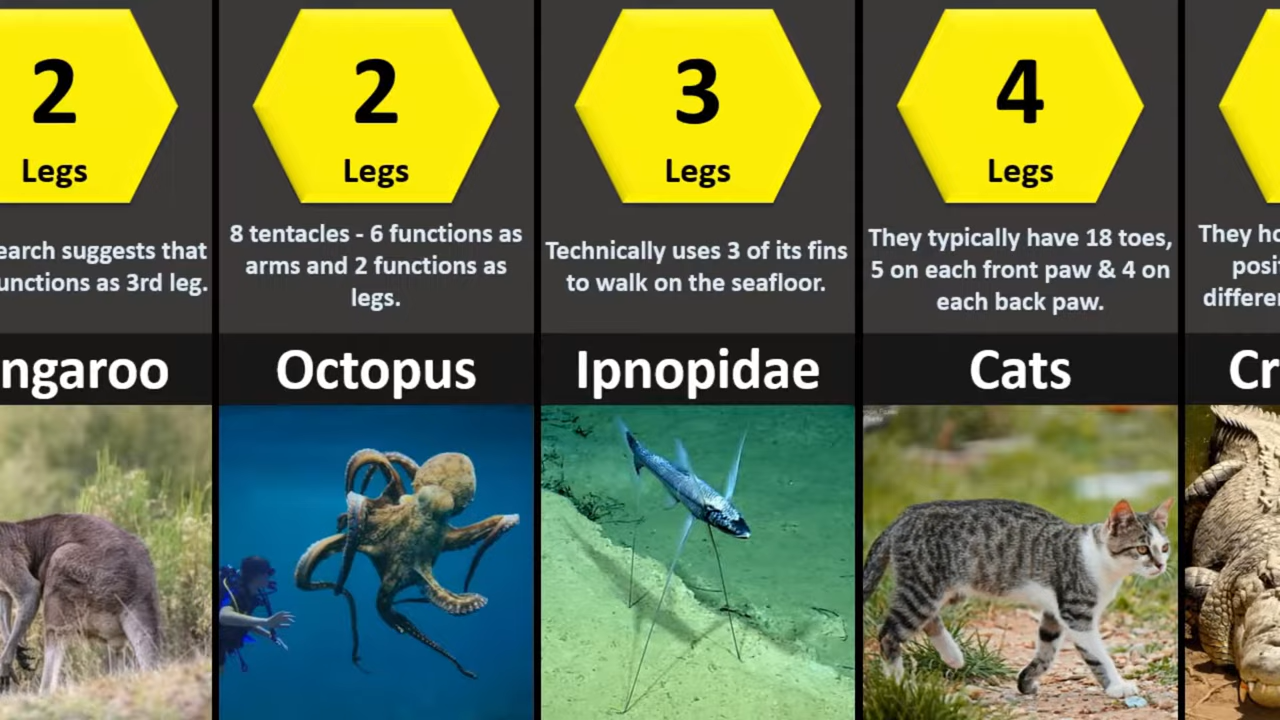 2
Legs
earch suggests that
unctions as 3rd leg.
ngaroo
2
Legs
8 tentacles - 6 functions as
arms and 2 functions as
legs.
Octopus
3
Legs
Technically uses 3 of its fins
to walk on the seafloor.
Ipnopidae
4
Legs
They typically have 18 toes,
5 on each front paw & 4 on
each back paw.
Cats
They ho
posit
differen
Cr